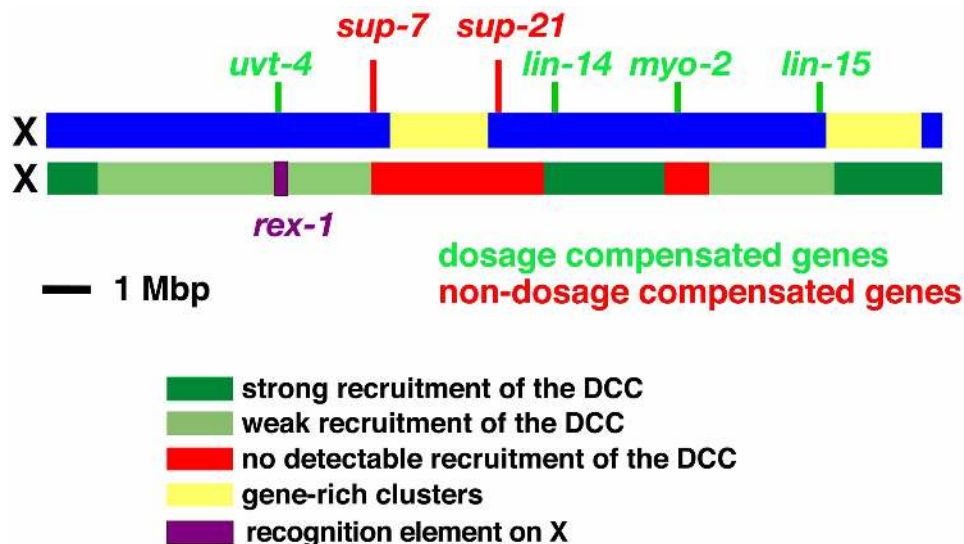 sup-7 sup-21
uvt-4 lin-14 myo-2 lin-15
X
X
rex-1
dosage compensated genes
1 Mbp
non-dosage compensated genes
strong recruitment of the DCC
weak recruitment of the DCC
no detectable recruitment of the DCC
gene-rich clusters
recognition element on X